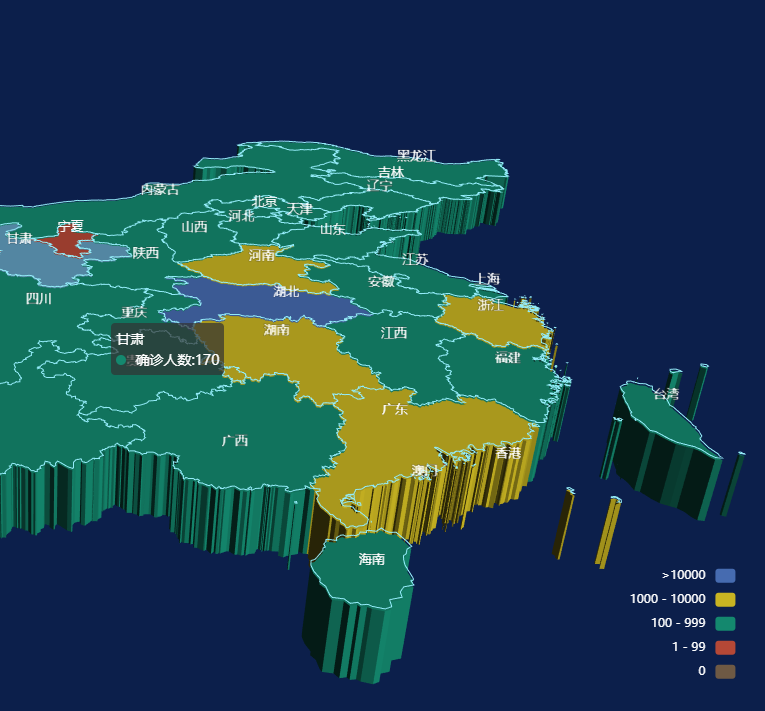 黑龙江
吉林
辽宁
内蒙古
北京
天津
河北
山西
山东
宁夏
甘肃
陕西
河南
江苏
安徽
上海
四川
重庆
湖北
浙江
湖南
江西
福建
甘肃
确诊人数:170
台湾
广东
广西
香港
澳门
海南
>10000
1000 - 10000
100 - 999
1 - 99
0